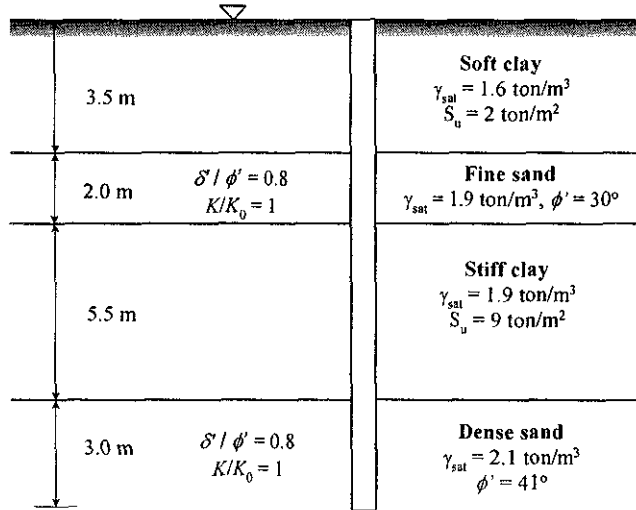 3.5 m
Soft clay
γsat = 1.6 ton/m³
Su = 2 ton/m²
2.0 m
δ' / ϕ' = 0.8
K/K₀ = 1
Fine sand
γsat = 1.9 ton/m³, ϕ' = 30º
5.5 m
Stiff clay
γsat = 1.9 ton/m³
Su = 9 ton/m²
3.0 m
δ' / ϕ' = 0.8
K/K₀ = 1
Dense sand
γsat = 2.1 ton/m³
ϕ' = 41º